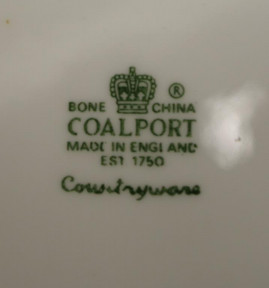 ®
BONE CHINA
COALPORT
MADE IN ENGLAND
EST 1750
Countryware